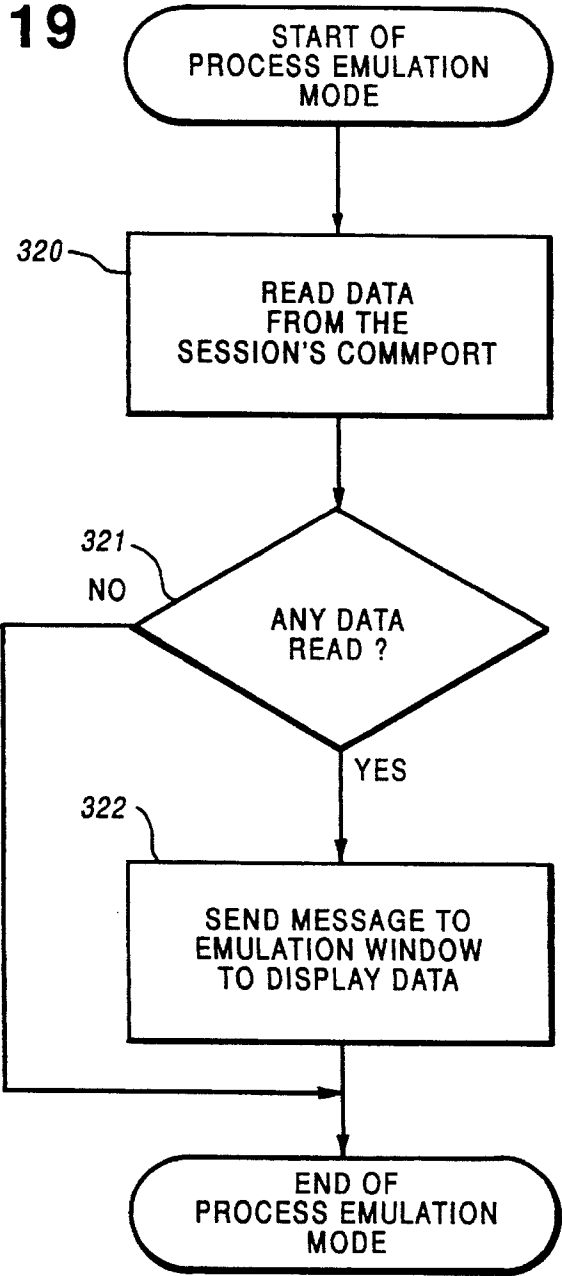 19
START OF
PROCESS EMULATION
MODE
320
READ DATA
FROM THE
SESSION'S COMMPORT
321
NO
ANY DATA
READ ?
YES
322
SEND MESSAGE TO
EMULATION WINDOW
TO DISPLAY DATA
END OF
PROCESS EMULATION
MODE